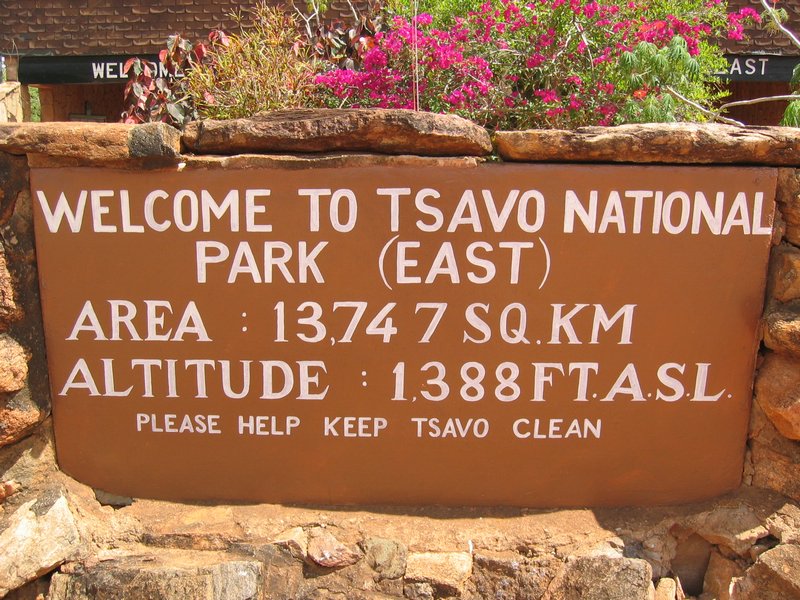 WELCOME
EAST
WELCOME TO TSAVO NATIONAL
PARK (EAST)
AREA : 13,747 SQ.KM
ALTITUDE : 1,388 FT.A.S.L.
PLEASE HELP KEEP TSAVO CLEAN